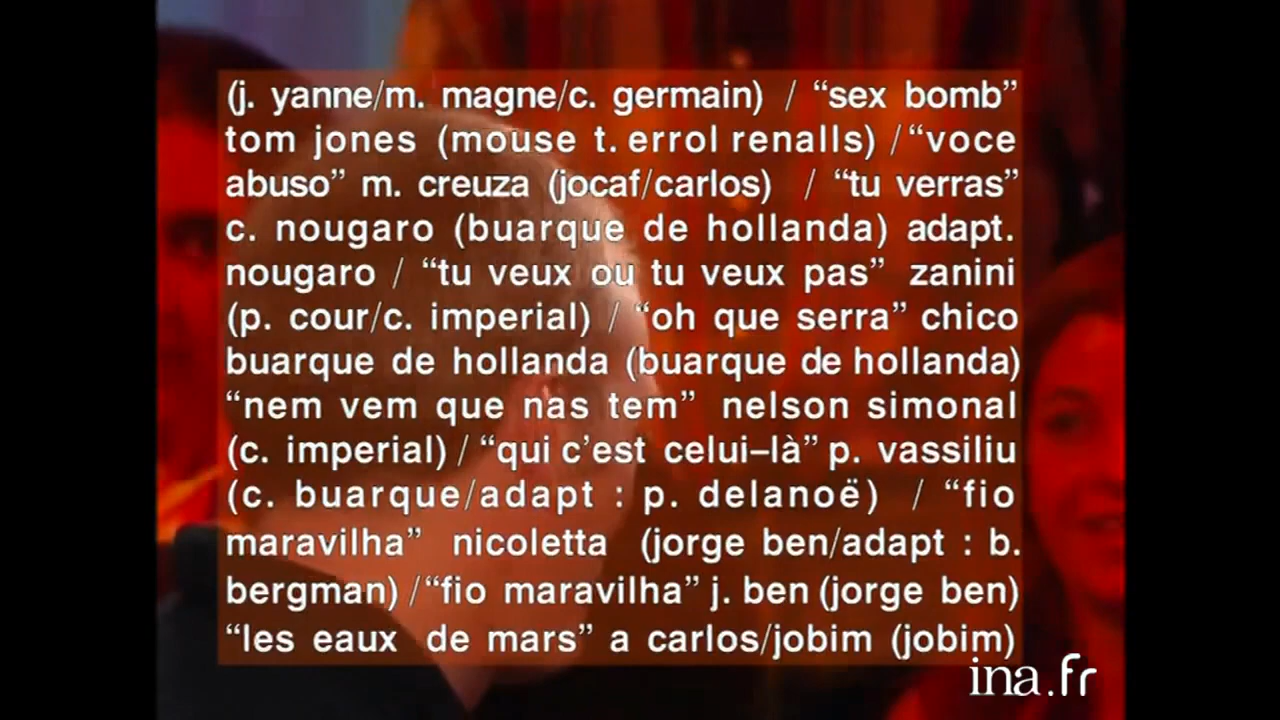 (j. yanne/m. magne/c. germain) / “sex bomb”
tom jones (mouse t. errol renalls) /“voce
abuso” m. creuza (jocaf/carlos) / “tu verras”
c. nougaro (buarque de hollanda) adapt.
nougaro / “tu veux ou tu veux pas” zanini
(p. cour/c. imperial) / “oh que serra” chico
buarque de hollanda (buarque de hollanda)
“nem vem que nas tem” nelson simonal
(c. imperial) / “qui c’est celui–là” p. vassiliu
(c. buarque/adapt : p. delanoë) / “fio
maravilha” nicoletta (jorge ben/adapt : b.
bergman) /“fio maravilha” j. ben (jorge ben)
“les eaux de mars” a carlos/jobim (jobim)
ina.fr